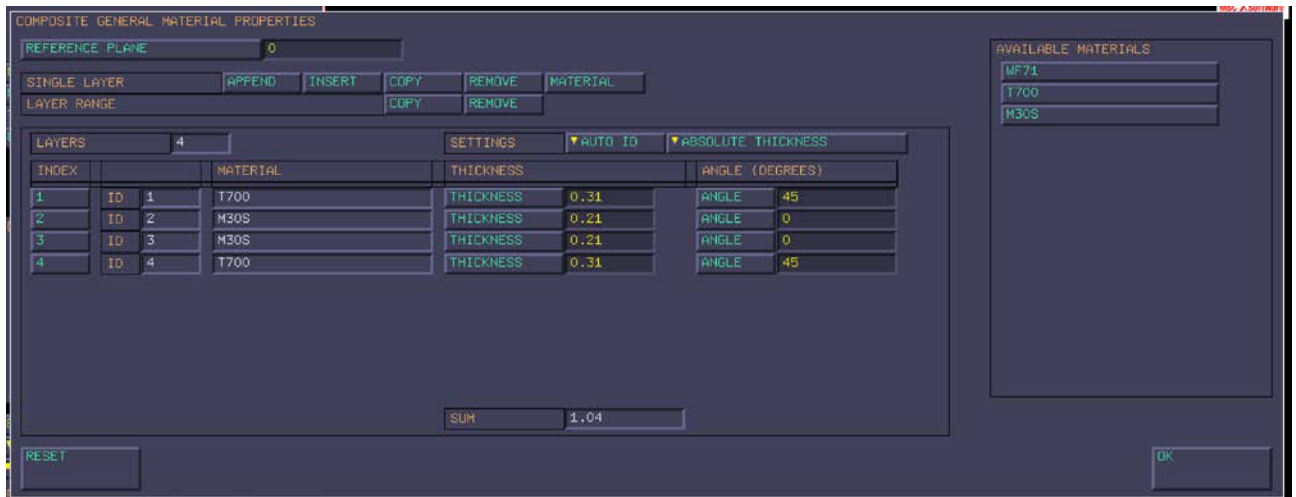 MSC Software
COMPOSITE GENERAL MATERIAL PROPERTIES
REFERENCE PLANE 0
AVAILABLE MATERIALS
WF71
T700
M30S
SINGLE LAYER APPEND INSERT COPY REMOVE MATERIAL
LAYER RANGE COPY REMOVE
LAYERS 4 SETTINGS AUTO ID ABSOLUTE THICKNESS
INDEX MATERIAL THICKNESS ANGLE (DEGREES)
1 ID 1 T700 THICKNESS 0.31 ANGLE 45
2 ID 2 M30S THICKNESS 0.21 ANGLE 0
3 ID 3 M30S THICKNESS 0.21 ANGLE 0
4 ID 4 T700 THICKNESS 0.31 ANGLE 45
SUM 1.04
RESET OK